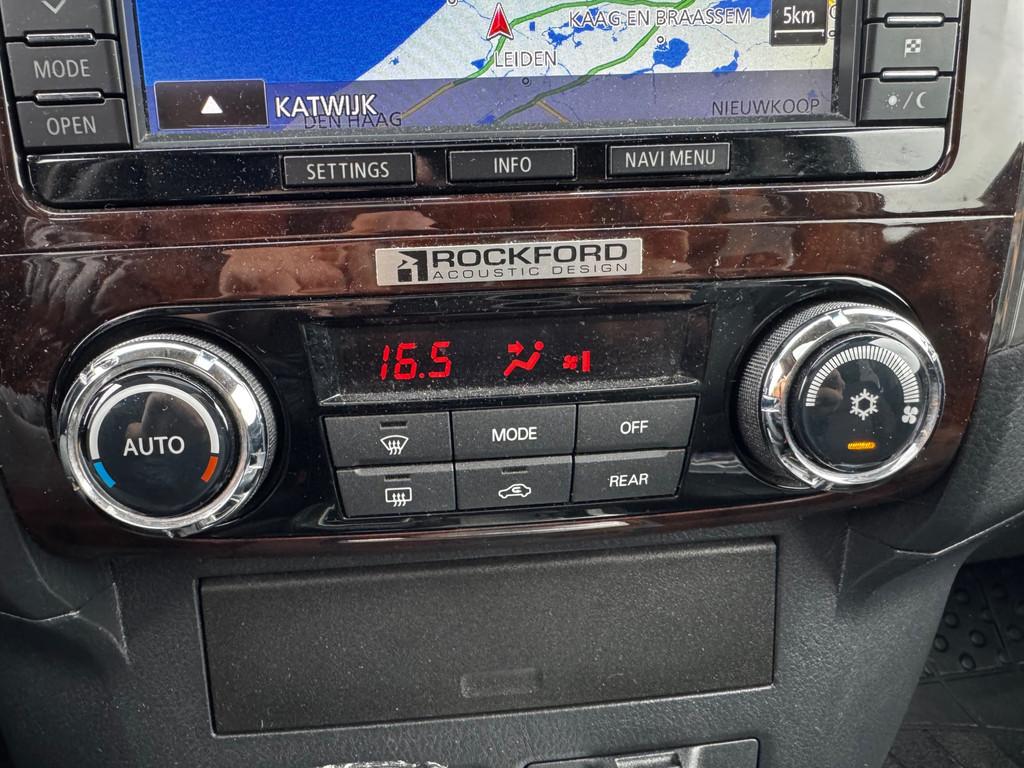 KAAG EN BRAASSEM
5km
LEIDEN
MODE
KATWIJK
DEN HAAG
NIEUWKOOP
OPEN
SETTINGS
INFO
NAVI MENU
ROCKFORD
ACOUSTIC DESIGN
16.5
AUTO
MODE
OFF
REAR